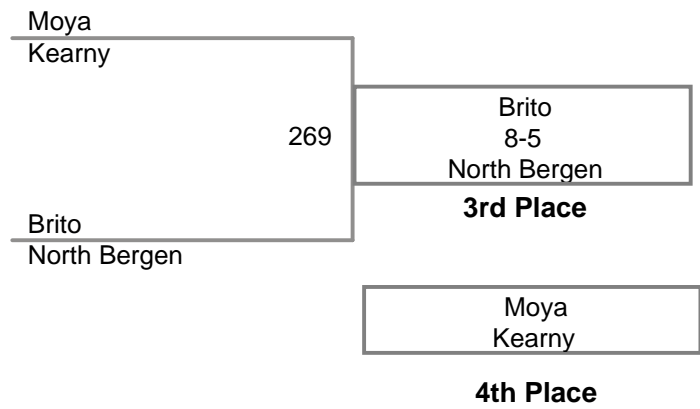 Moya
Kearny
269
Brito
8-5
North Bergen
3rd Place
Brito
North Bergen
Moya
Kearny
4th Place